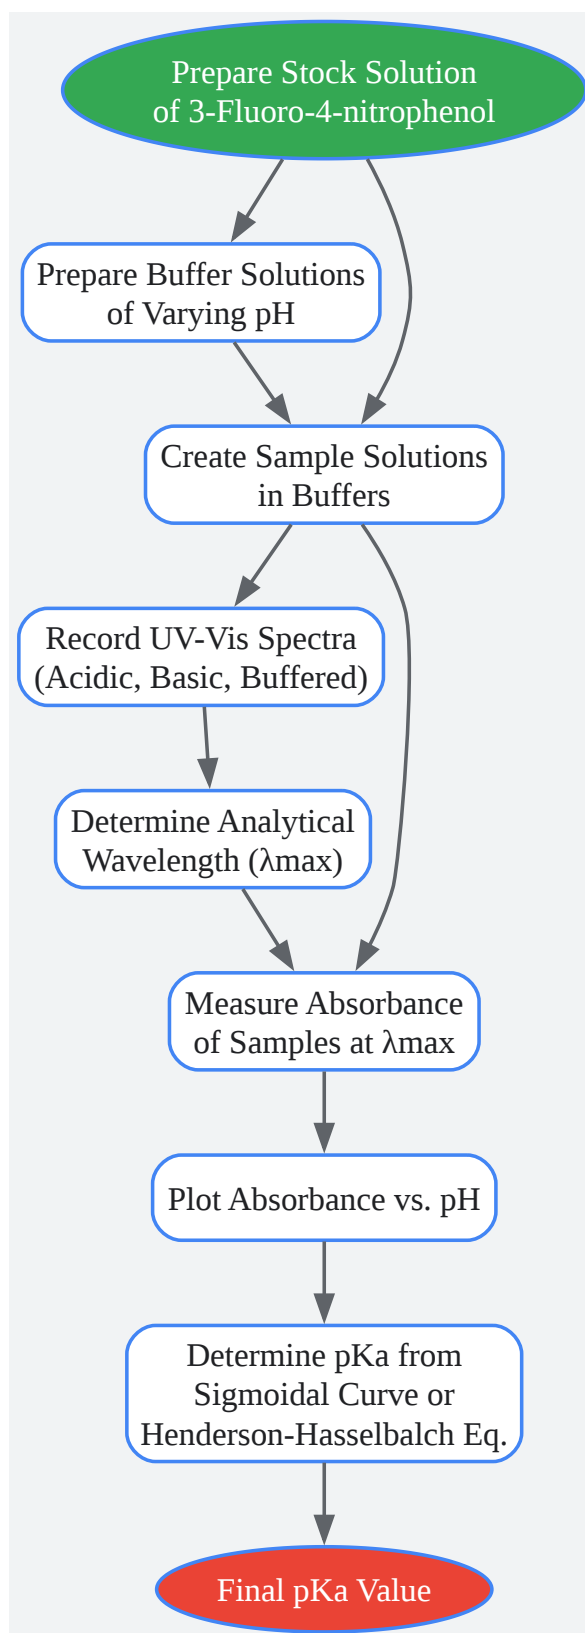 Prepare Stock Solution
of 3-Fluoro-4-nitrophenol
Prepare Buffer Solutions
of Varying pH
Create Sample Solutions
in Buffers
Record UV-Vis Spectra
(Acidic, Basic, Buffered)
Determine Analytical
Wavelength (λmax)
Measure Absorbance
of Samples at λmax
Plot Absorbance vs. pH
Determine pKa from
Sigmoidal Curve or
Henderson-Hasselbalch Eq.
Final pKa Value